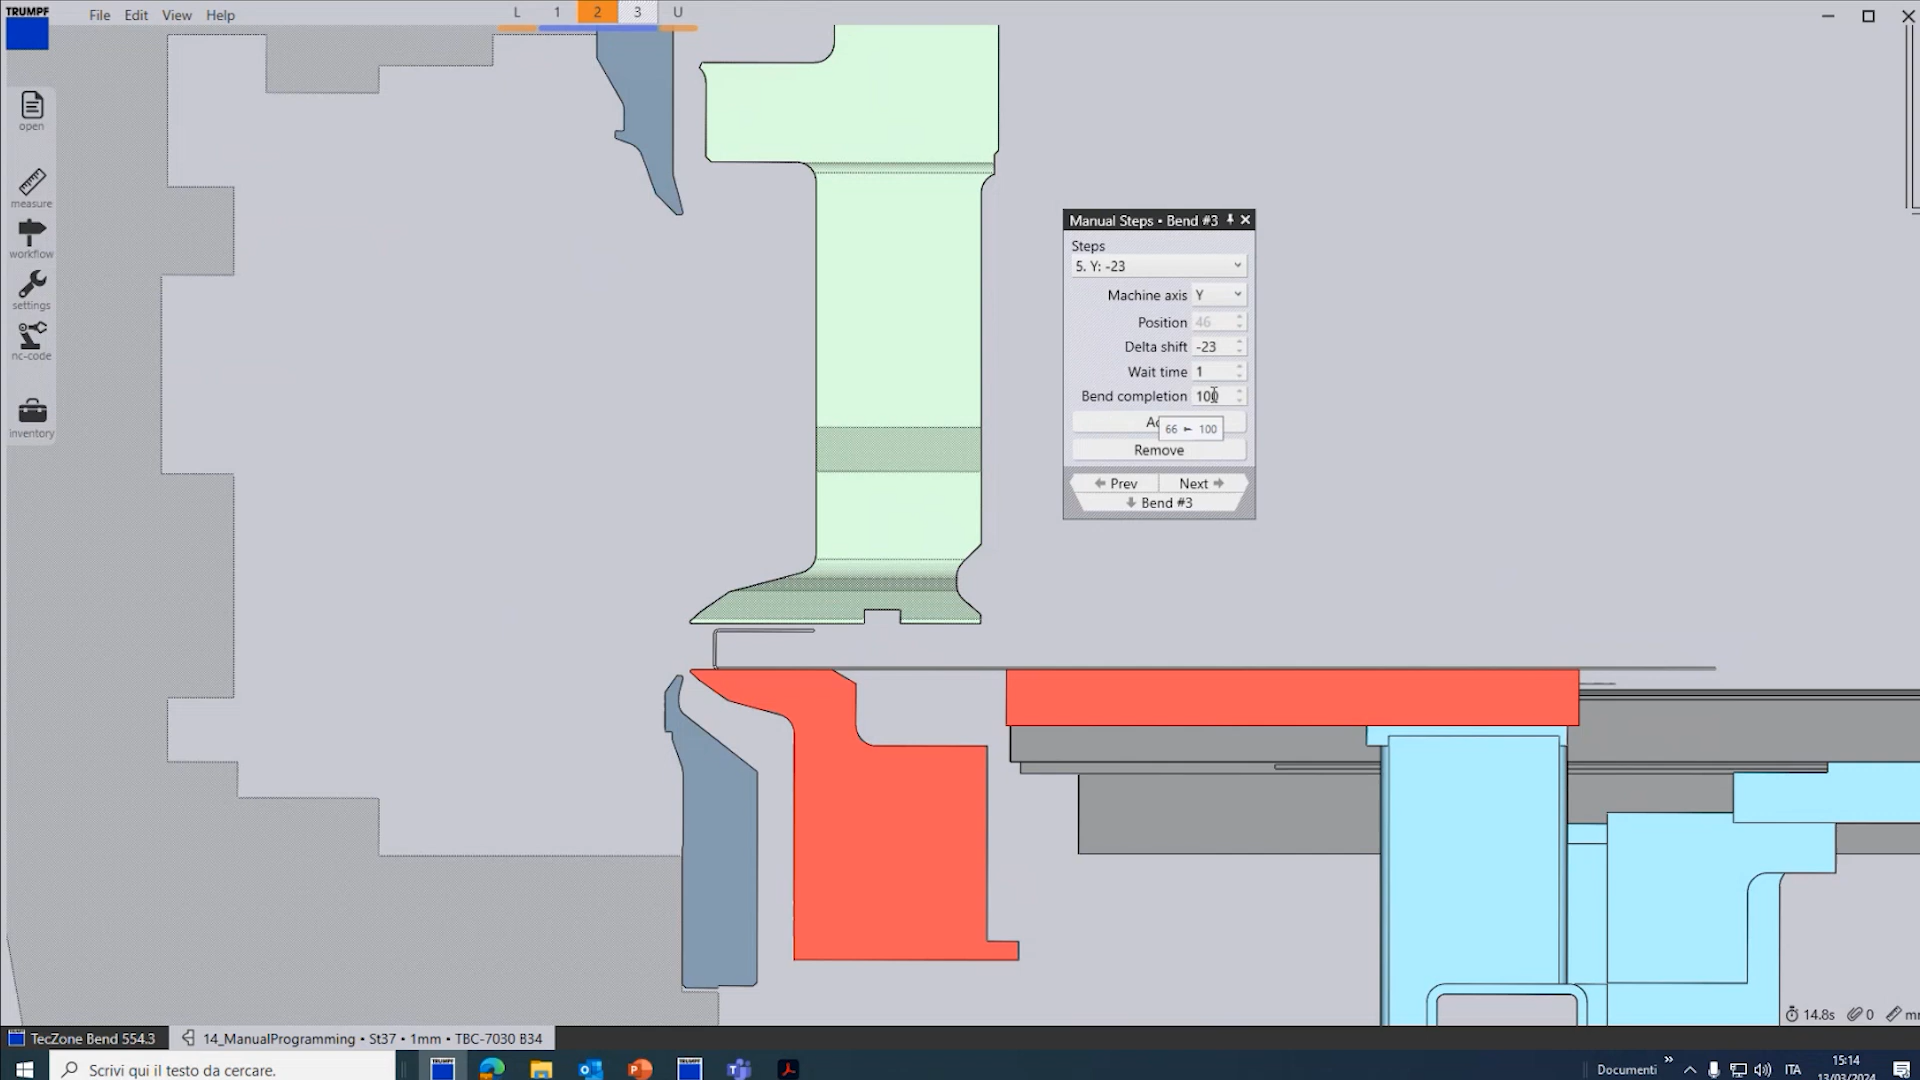 TRUMPF
File Edit View Help
L 1 2 3 U
open
measure
workflow
settings
nc-code
inventory
Manual Steps • Bend #3
Steps
5. Y: -23
Machine axis Y
Position 46
Delta shift -23
Wait time 1
Bend completion 100
66 ► 100
Remove
Prev Next
Bend #3
14.8s 0
TecZone Bend 554.3
14_ManualProgramming • St37 • 1mm • TBC-7030 B34
Scrivi qui il testo da cercare.
Documenti
ITA
15:14
13/03/2024